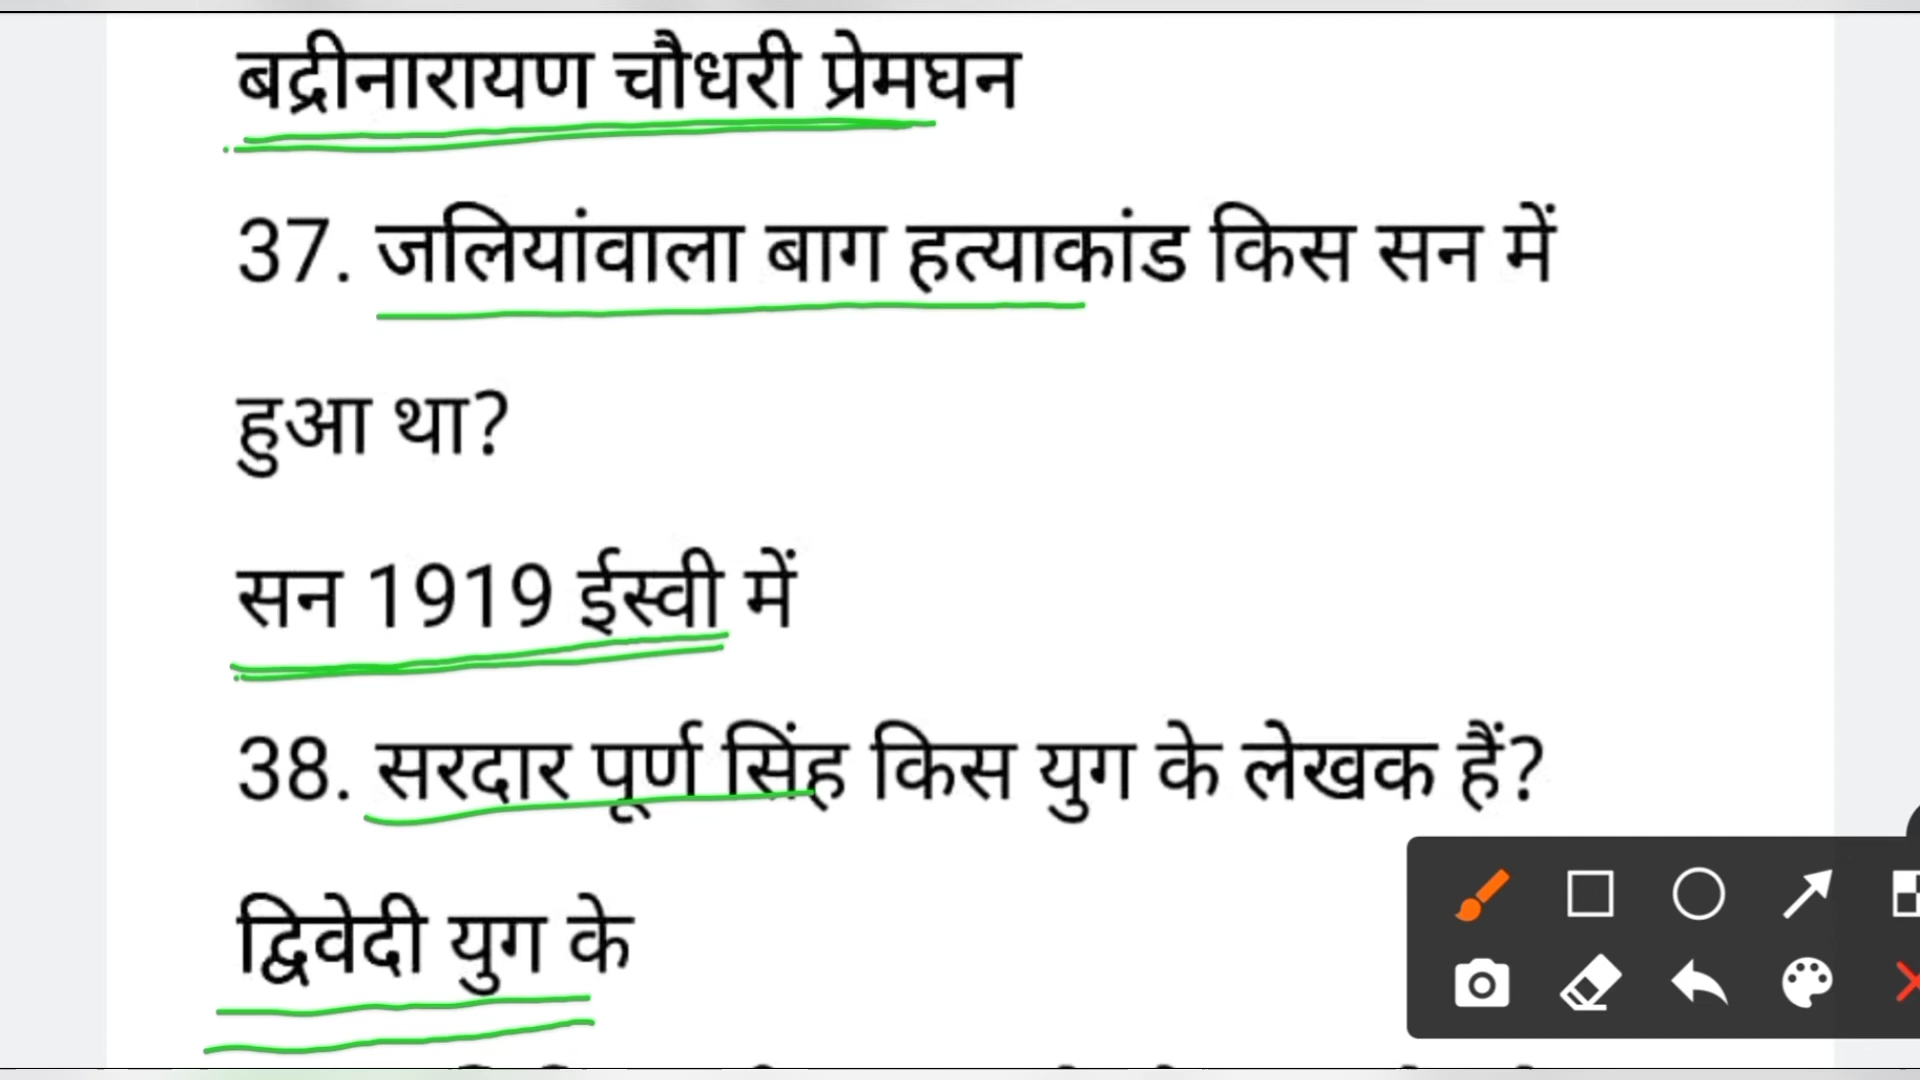 बद्रीनारायण चौधरी प्रेमघन
37. जलियांवाला बाग हत्याकांड किस सन में
हुआ था?
सन 1919 ईस्वी में
38. सरदार पूर्ण सिंह किस युग के लेखक हैं?
द्विवेदी युग के